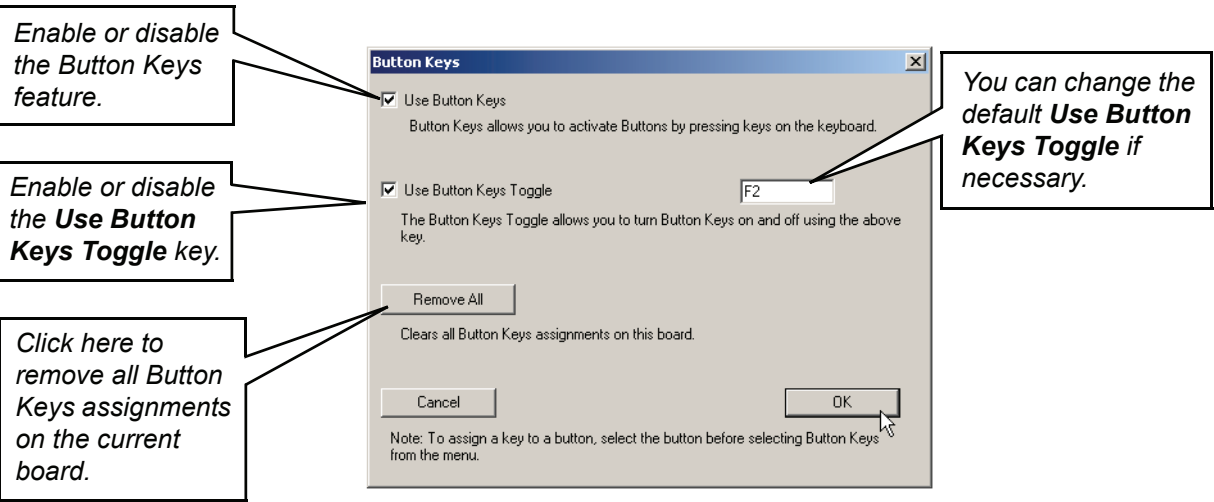 Enable or disable
the Button Keys
feature.
Enable or disable
the Use Button
Keys Toggle key.
Click here to
remove all Button
Keys assignments
on the current
board.
Button Keys
Use Button Keys
Button Keys allows you to activate Buttons by pressing keys on the keyboard.
Use Button Keys Toggle
F2
The Button Keys Toggle allows you to turn Button Keys on and off using the above
key.
Remove All
Clears all Button Keys assignments on this board.
Cancel
OK
Note: To assign a key to a button, select the button before selecting Button Keys
from the menu.
You can change the
default Use Button
Keys Toggle if
necessary.